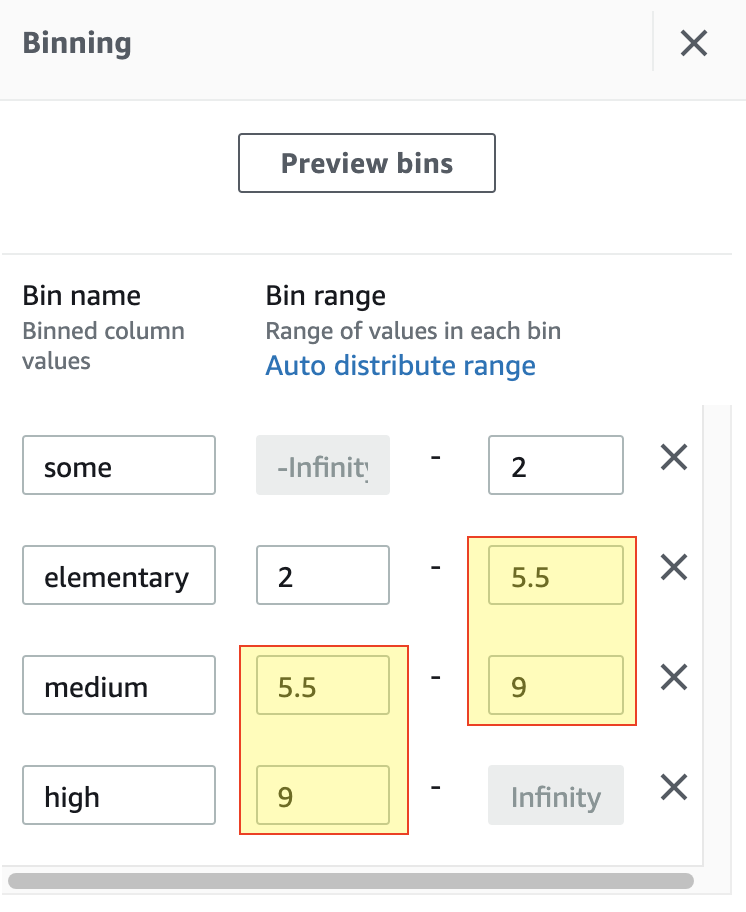 Binning
Preview bins
Bin name
Binned column
values
Bin range
Range of values in each bin
Auto distribute range
some -Infinity - 2
elementary 2 - 5.5
medium 5.5 - 9
high 9 - Infinity